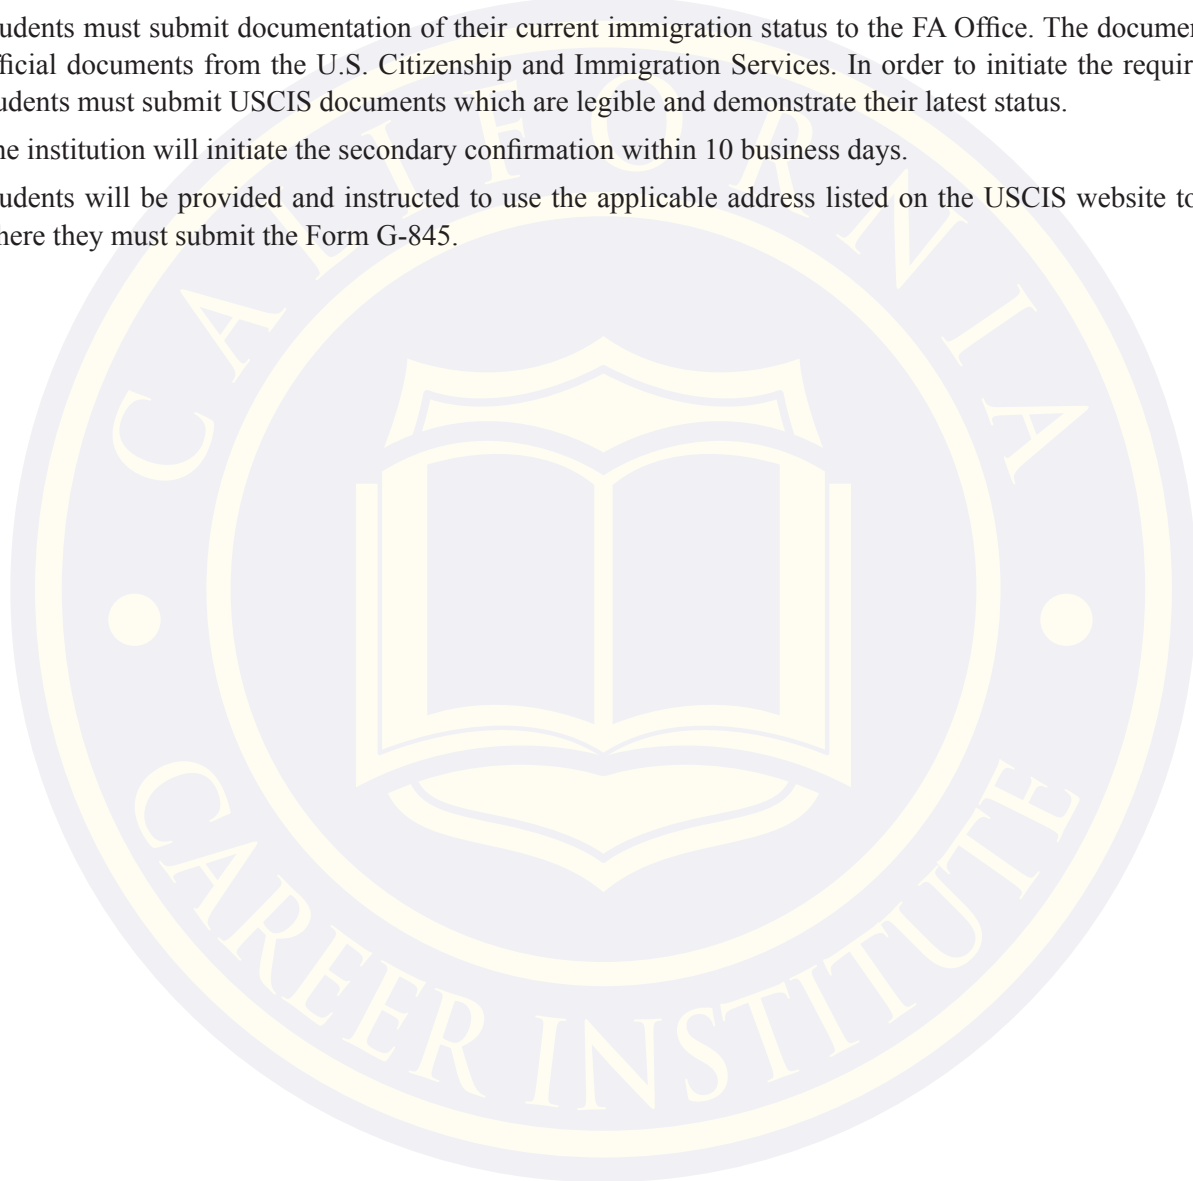 udents must submit documentation of their current immigration status to the FA Office. The documen
ficial documents from the U.S. Citizenship and Immigration Services. In order to initiate the requir
udents must submit USCIS documents which are legible and demonstrate their latest status.
he institution will initiate the secondary confirmation within 10 business days.
udents will be provided and instructed to use the applicable address listed on the USCIS website to
here they must submit the Form G-845.
CALIFORNIA
CAREER INSTITUTE